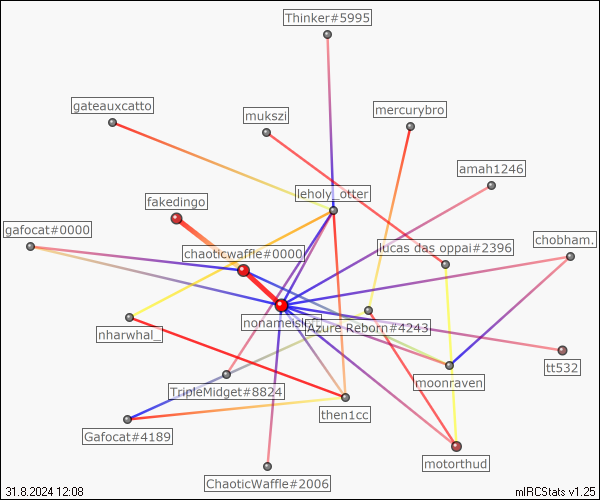 Thinker#5995
gateauxcatto
mukszi
mercurybro
amah1246
leholy_otter
fakedingo
gafocat#0000
chobham.
lucas das oppai#2396
chaoticwaffle#0000
Azure Reborn#4243
nharwhal_
tt532
moonraven
TripleMidget#8824
then1cc
Gafocat#4189
motorthud
ChaoticWaffle#2006
31.8.2024 12:08
mIRCStats v1.25